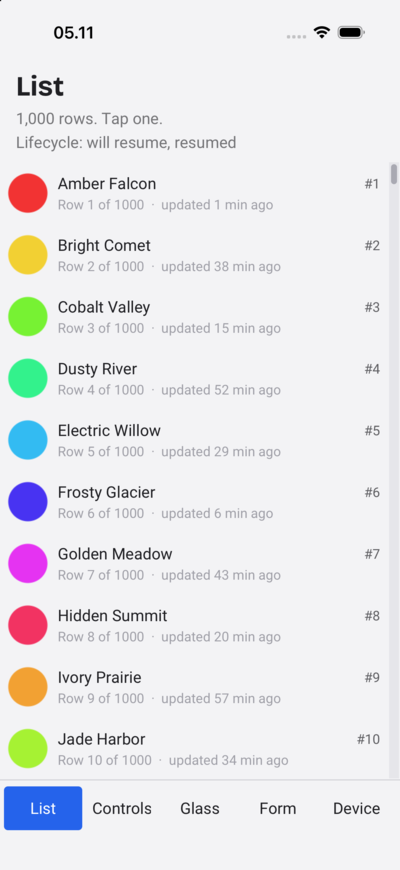 05.11
List
1,000 rows. Tap one.
Lifecycle: will resume, resumed
Amber Falcon #1
Row 1 of 1000 · updated 1 min ago
Bright Comet #2
Row 2 of 1000 · updated 38 min ago
Cobalt Valley #3
Row 3 of 1000 · updated 15 min ago
Dusty River #4
Row 4 of 1000 · updated 52 min ago
Electric Willow #5
Row 5 of 1000 · updated 29 min ago
Frosty Glacier #6
Row 6 of 1000 · updated 6 min ago
Golden Meadow #7
Row 7 of 1000 · updated 43 min ago
Hidden Summit #8
Row 8 of 1000 · updated 20 min ago
Ivory Prairie #9
Row 9 of 1000 · updated 57 min ago
Jade Harbor #10
Row 10 of 1000 · updated 34 min ago
List Controls Glass Form Device